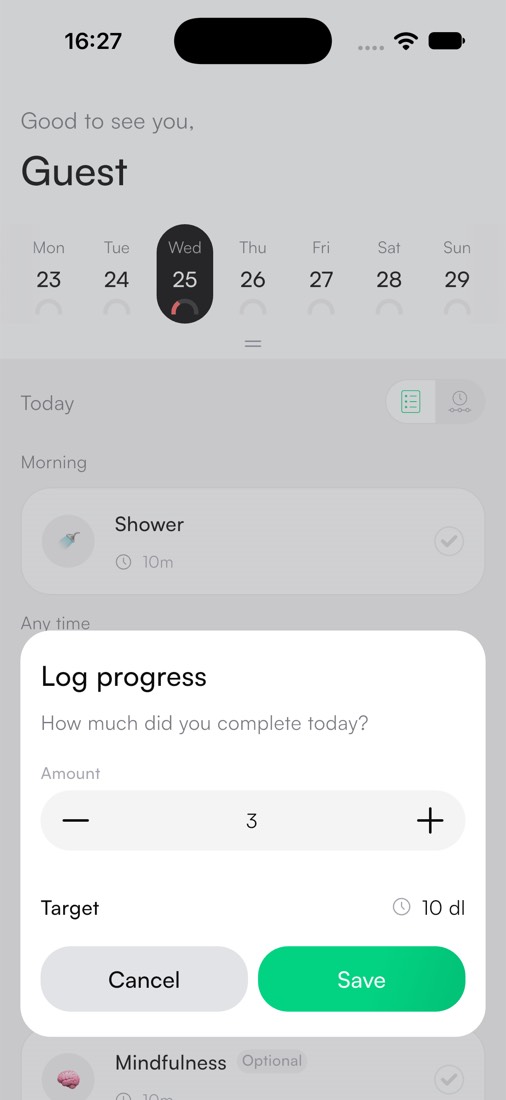 16:27
Good to see you,
Guest
Mon Tue Wed Thu Fri Sat Sun
23 24 25 26 27 28 29
Today
Morning
Shower
10m
Any time
Log progress
How much did you complete today?
Amount
3
Target 10 dl
Cancel Save
Mindfulness Optional
10m